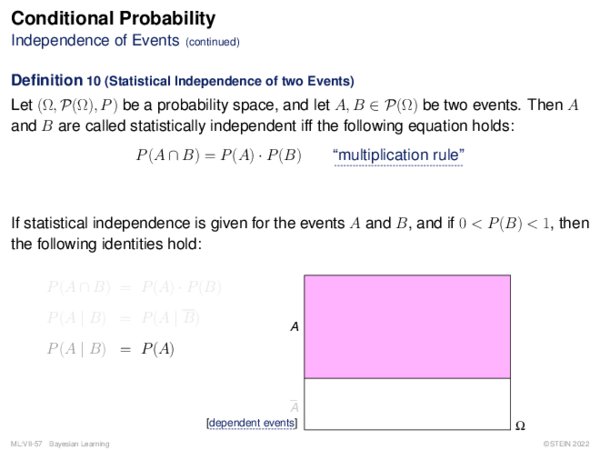 Conditional Probability
Independence of Events (continued)
Definition 10 (Statistical Independence of two Events)
Let (Ω, 𝒫(Ω), P) be a probability space, and let A, B ∈ 𝒫(Ω) be two events. Then A
and B are called statistically independent iff the following equation holds:
P(A ∩ B) = P(A) · P(B) “multiplication rule”
If statistical independence is given for the events A and B, and if 0 < P(B) < 1, then
the following identities hold:
P(A ∩ B) = P(A) · P(B)
P(A | B) = P(A | B̅)
P(A | B) = P(A)
A
A̅
[dependent events]
Ω
ML:VII-57 Bayesian Learning ©STEIN 2022